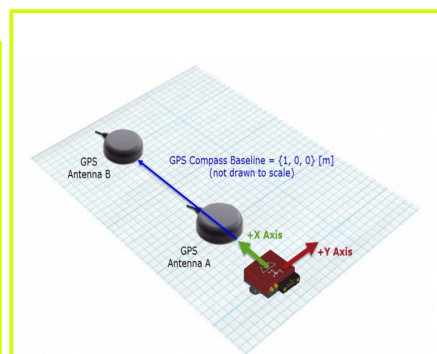 GPS
Antenna B
GPS Compass Baseline = {1, 0, 0} [m]
(not drawn to scale)
+X Axis
GPS
Antenna A
+Y Axis